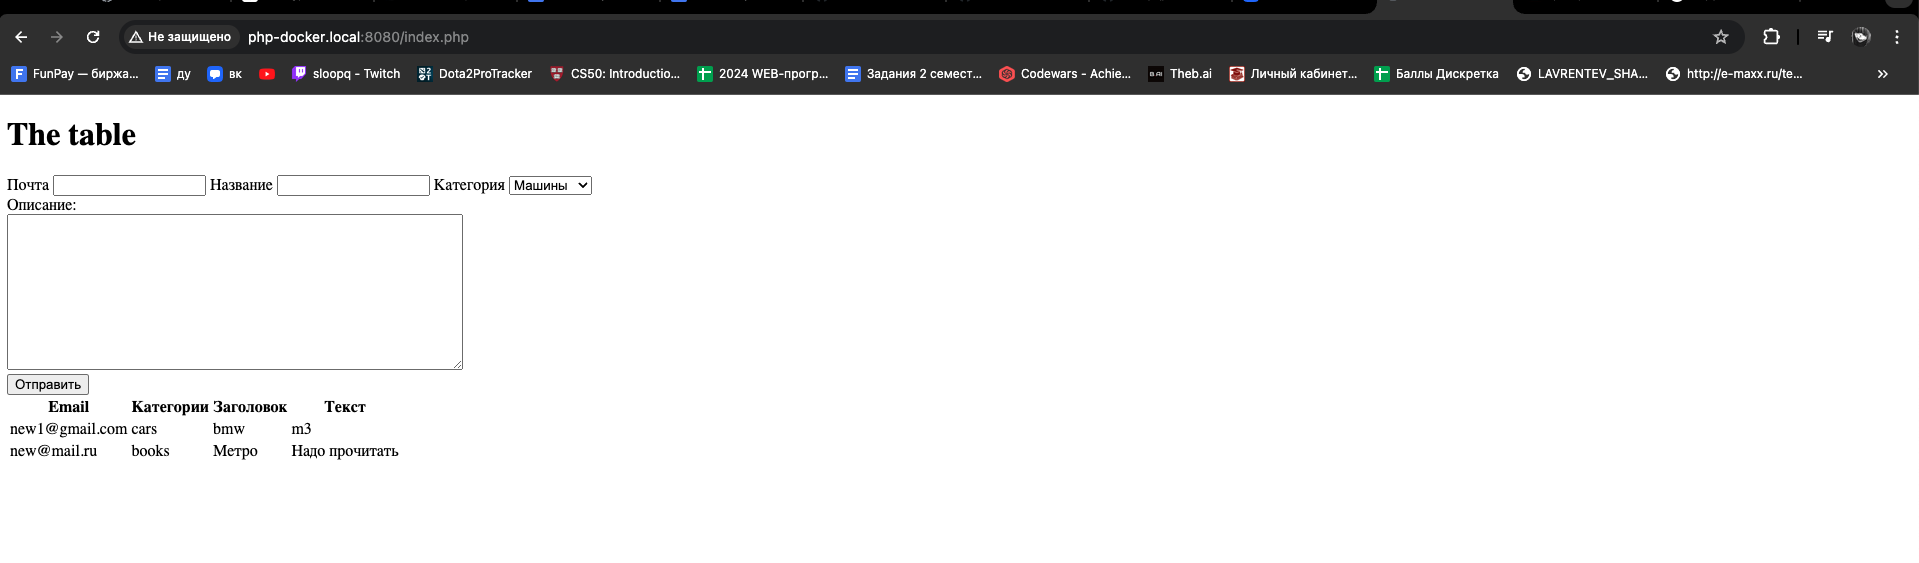 Не защищено php-docker.local:8080/index.php
FunPay — биржа... ду вк sloopq - Twitch Dota2ProTracker CS50: Introductio... 2024 WEB-прогр... Задания 2 семест... Codewars - Achie... B.AI Theb.ai Личный кабинет... Баллы Дискретка LAVRENTEV_SHA... http://e-maxx.ru/te... »
The table
Почта Название Категория Машины
Описание:
Отправить
Email Категории Заголовок Текст
new1@gmail.com cars bmw m3
new@mail.ru books Метро Надо прочитать